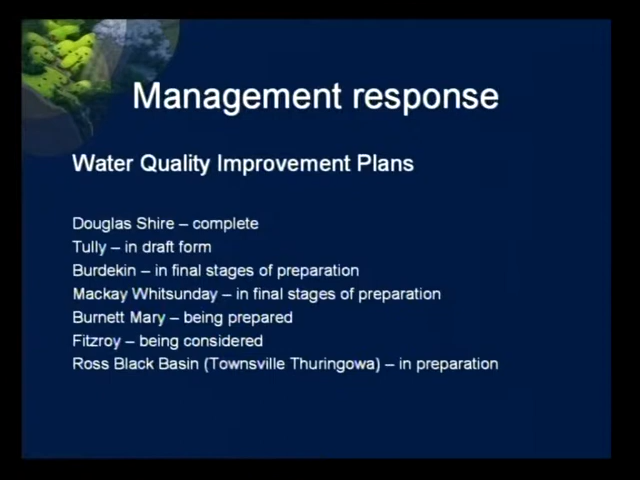 Management response
Water Quality Improvement Plans
Douglas Shire – complete
Tully – in draft form
Burdekin – in final stages of preparation
Mackay Whitsunday – in final stages of preparation
Burnett Mary – being prepared
Fitzroy – being considered
Ross Black Basin (Townsville Thuringowa) – in preparation